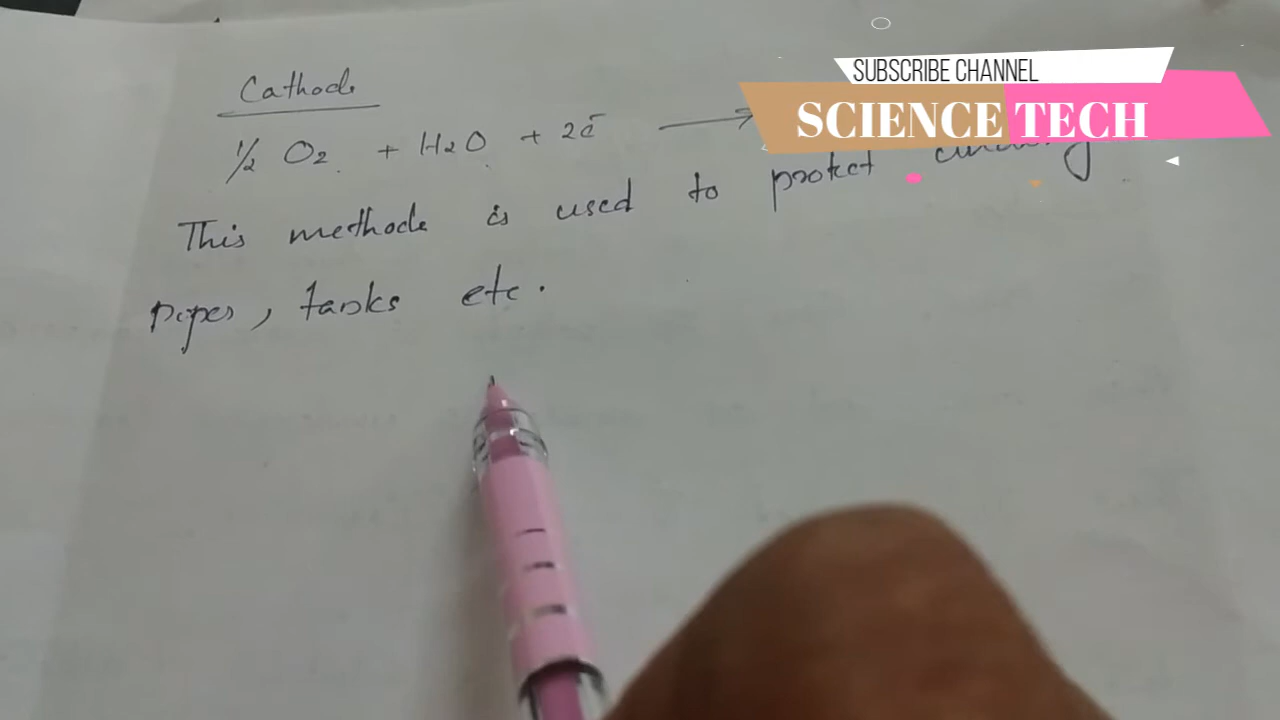 SUBSCRIBE CHANNEL
SCIENCE TECH
Cathode
1/2 O2 + H2O + 2e⁻ →
This methode is used to protect
pipes, tanks etc.